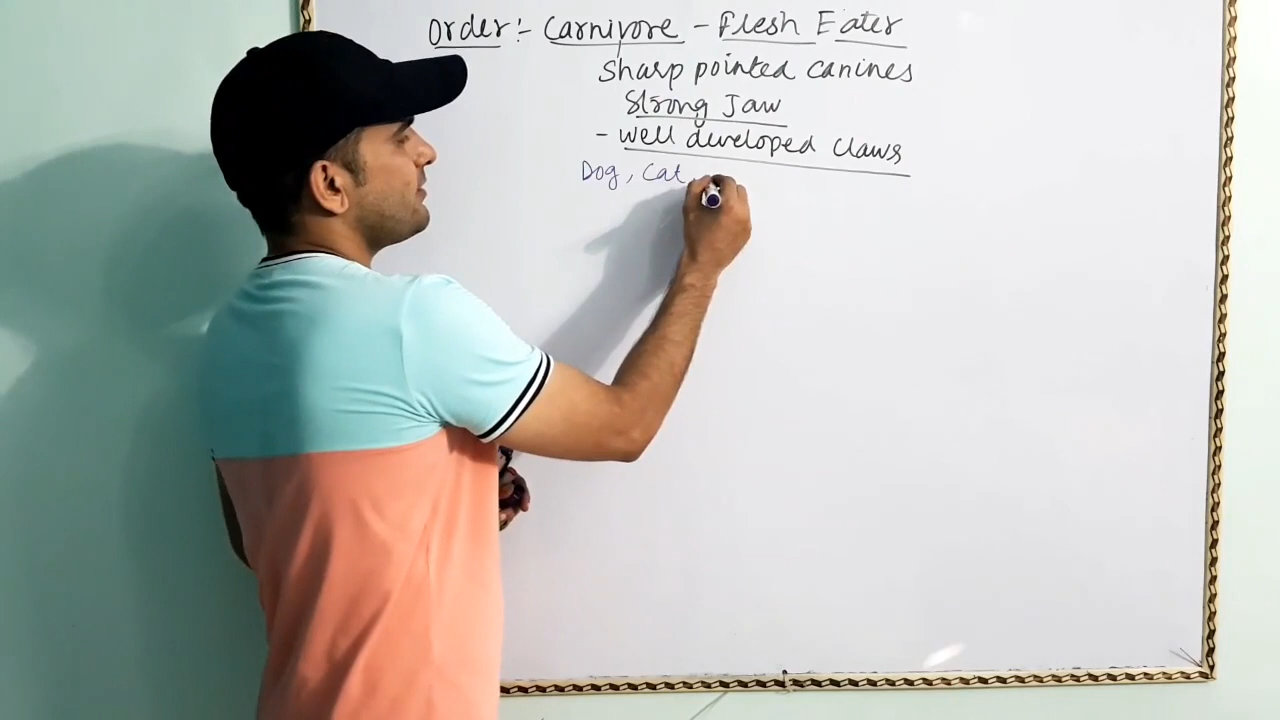 Order:- Carnivore - Flesh Eater
Sharp pointed canines
Strong Jaw
- well developed claws
Dog, Cat,